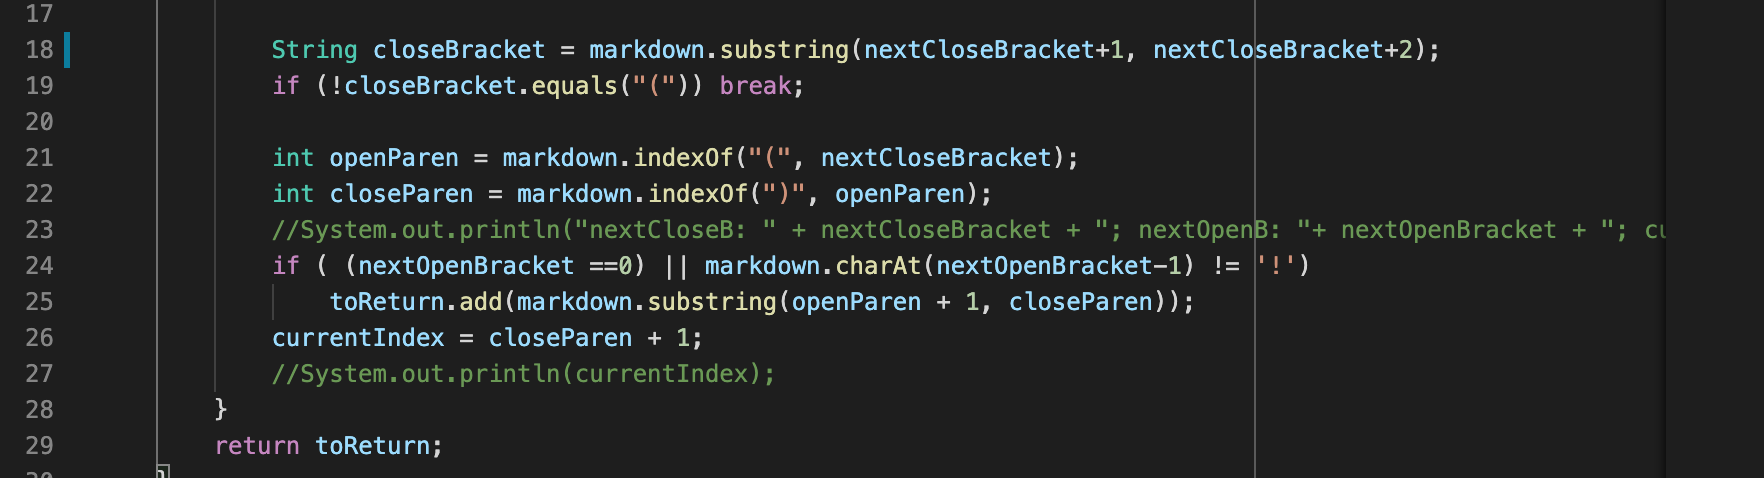 17
18 String closeBracket = markdown.substring(nextCloseBracket+1, nextCloseBracket+2);
19 if (!closeBracket.equals("(")) break;
20
21 int openParen = markdown.indexOf("(", nextCloseBracket);
22 int closeParen = markdown.indexOf(")", openParen);
23 //System.out.println("nextCloseB: " + nextCloseBracket + "; nextOpenB: "+ nextOpenBracket + "; cu
24 if ( (nextOpenBracket ==0) || markdown.charAt(nextOpenBracket-1) != '!')
25 toReturn.add(markdown.substring(openParen + 1, closeParen));
26 currentIndex = closeParen + 1;
27 //System.out.println(currentIndex);
28 }
29 return toReturn;
30 }